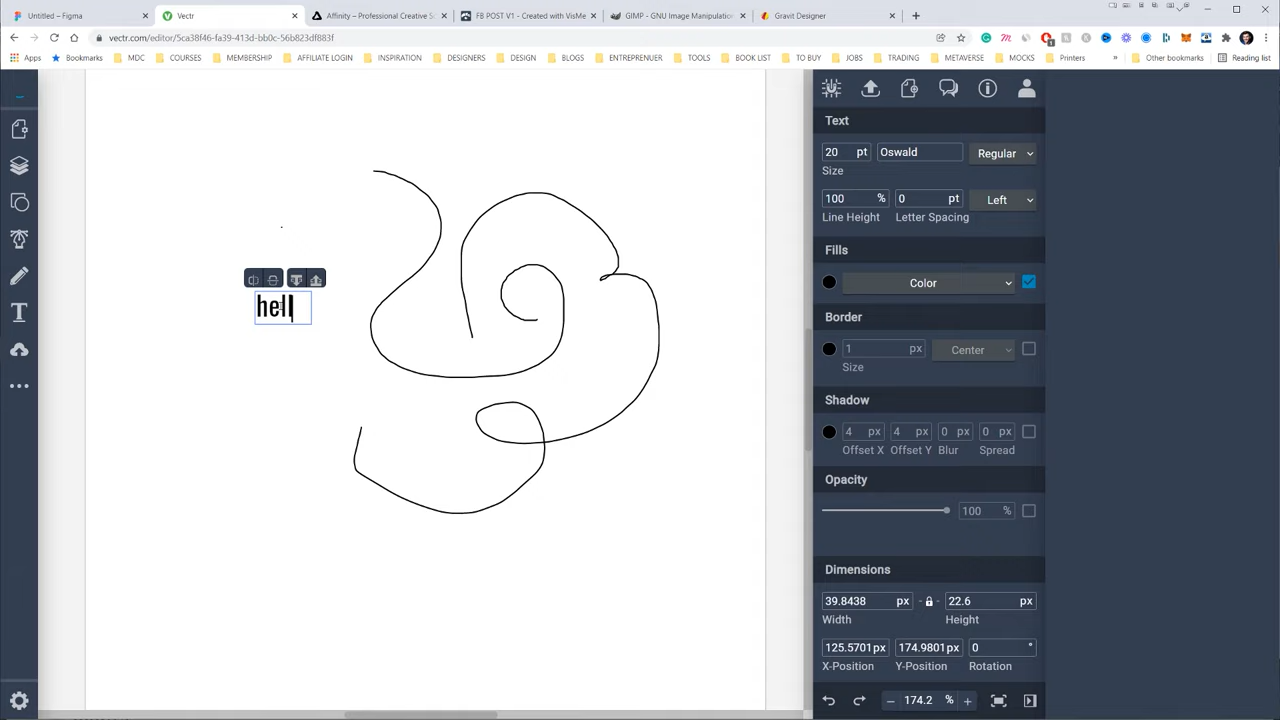 Untitled – Figma
Vectr
Affinity – Professional Creative S
FB POST V1 - Created with VisMe
GIMP - GNU Image Manipulation
Gravit Designer
vectr.com/editor/5ca38f46-fa39-413d-bb0c-56b823df883f
Apps
Bookmarks
MDC
COURSES
MEMBERSHIP
AFFILIATE LOGIN
INSPIRATION
DESIGNERS
DESIGN
BLOGS
ENTREPRENUER
TOOLS
BOOK LIST
TO BUY
JOBS
TRADING
METAVERSE
MOCKS
Printers
»
Other bookmarks
Reading list
Text
20 pt
Oswald
Regular
Size
100 %
0 pt
Left
Line Height
Letter Spacing
Fills
Color
Border
1 px
Center
Size
Shadow
4 px
4 px
0 px
0 px
Offset X
Offset Y
Blur
Spread
Opacity
100 %
Dimensions
39.8438 px
22.6 px
Width
Height
125.5701px
174.9801px
0 °
X-Position
Y-Position
Rotation
174.2 %
hell